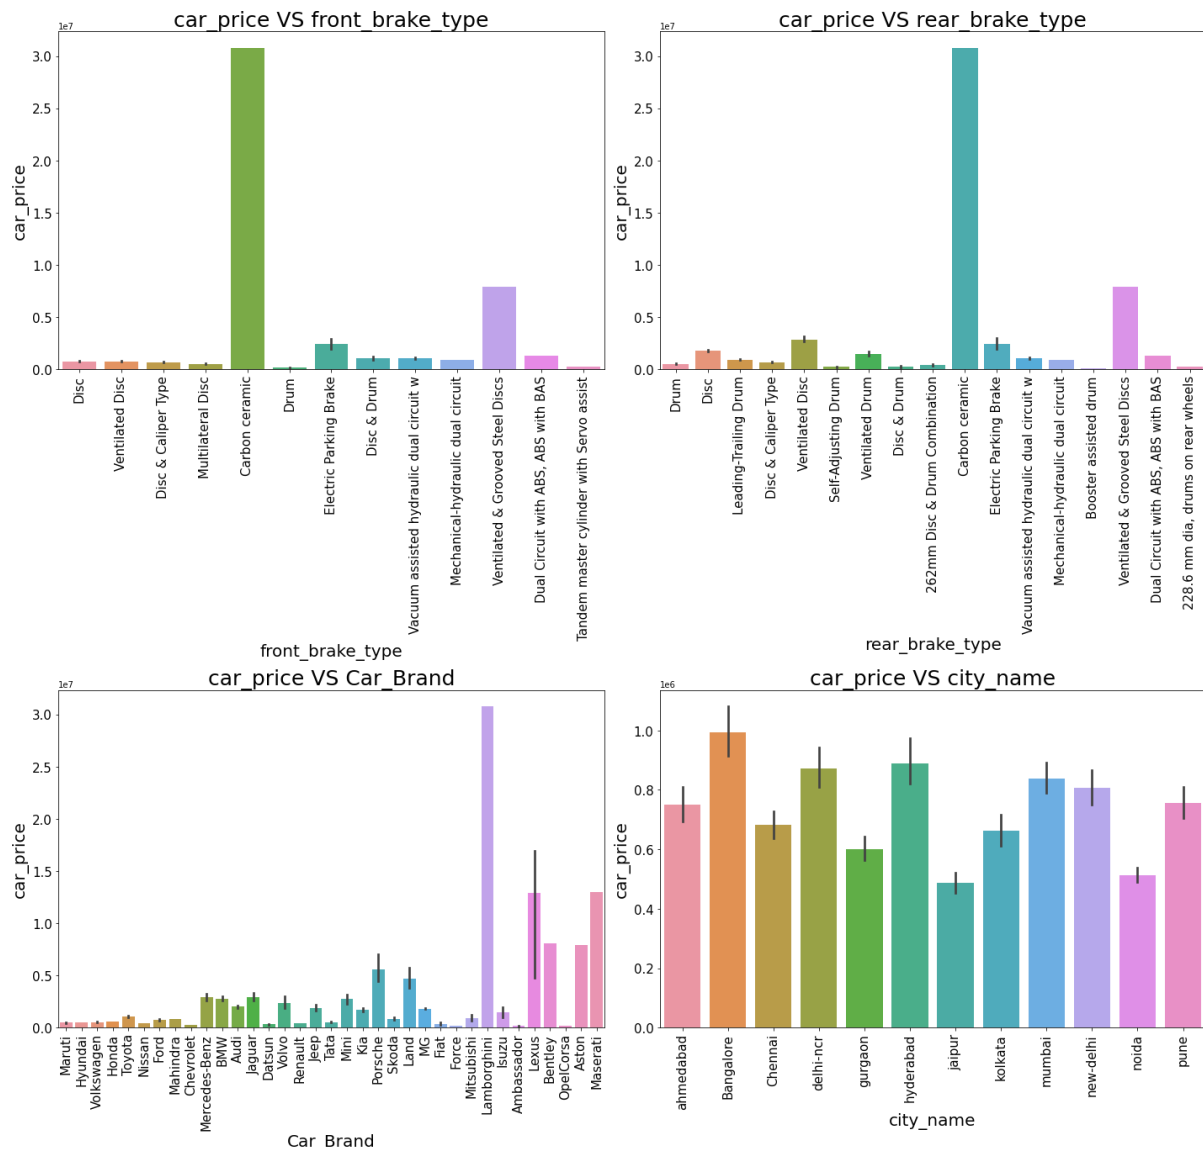 car_price VS front_brake_type
1e7
3.0
2.5
2.0
1.5
1.0
0.5
0.0
car_price
Disc
Ventilated Disc
Disc & Caliper Type
Multilateral Disc
Carbon ceramic
Drum
Electric Parking Brake
Disc & Drum
Vacuum assisted hydraulic dual circuit w
Mechanical-hydraulic dual circuit
Ventilated & Grooved Steel Discs
Dual Circuit with ABS, ABS with BAS
Tandem master cylinder with Servo assist
front_brake_type
car_price VS rear_brake_type
1e7
3.0
2.5
2.0
1.5
1.0
0.5
0.0
car_price
Drum
Disc
Leading-Trailing Drum
Disc & Caliper Type
Ventilated Disc
Self-Adjusting Drum
Ventilated Drum
Disc & Drum
262mm Disc & Drum Combination
Carbon ceramic
Electric Parking Brake
Vacuum assisted hydraulic dual circuit w
Mechanical-hydraulic dual circuit
Booster assisted drum
Ventilated & Grooved Steel Discs
Dual Circuit with ABS, ABS with BAS
228.6 mm dia, drums on rear wheels
rear_brake_type
car_price VS Car_Brand
1e7
3.0
2.5
2.0
1.5
1.0
0.5
0.0
car_price
Maruti
Hyundai
Volkswagen
Honda
Toyota
Nissan
Ford
Mahindra
Chevrolet
Mercedes-Benz
BMW
Audi
Jaguar
Datsun
Volvo
Renault
Jeep
Tata
Mini
Kia
Porsche
Skoda
Land
MG
Fiat
Force
Mitsubishi
Lamborghini
Isuzu
Ambassador
Lexus
Bentley
OpelCorsa
Aston
Maserati
Car_Brand
car_price VS city_name
1e6
1.0
0.8
0.6
0.4
0.2
0.0
car_price
ahmedabad
Bangalore
Chennai
delhi-ncr
gurgaon
hyderabad
jaipur
kolkata
mumbai
new-delhi
noida
pune
city_name